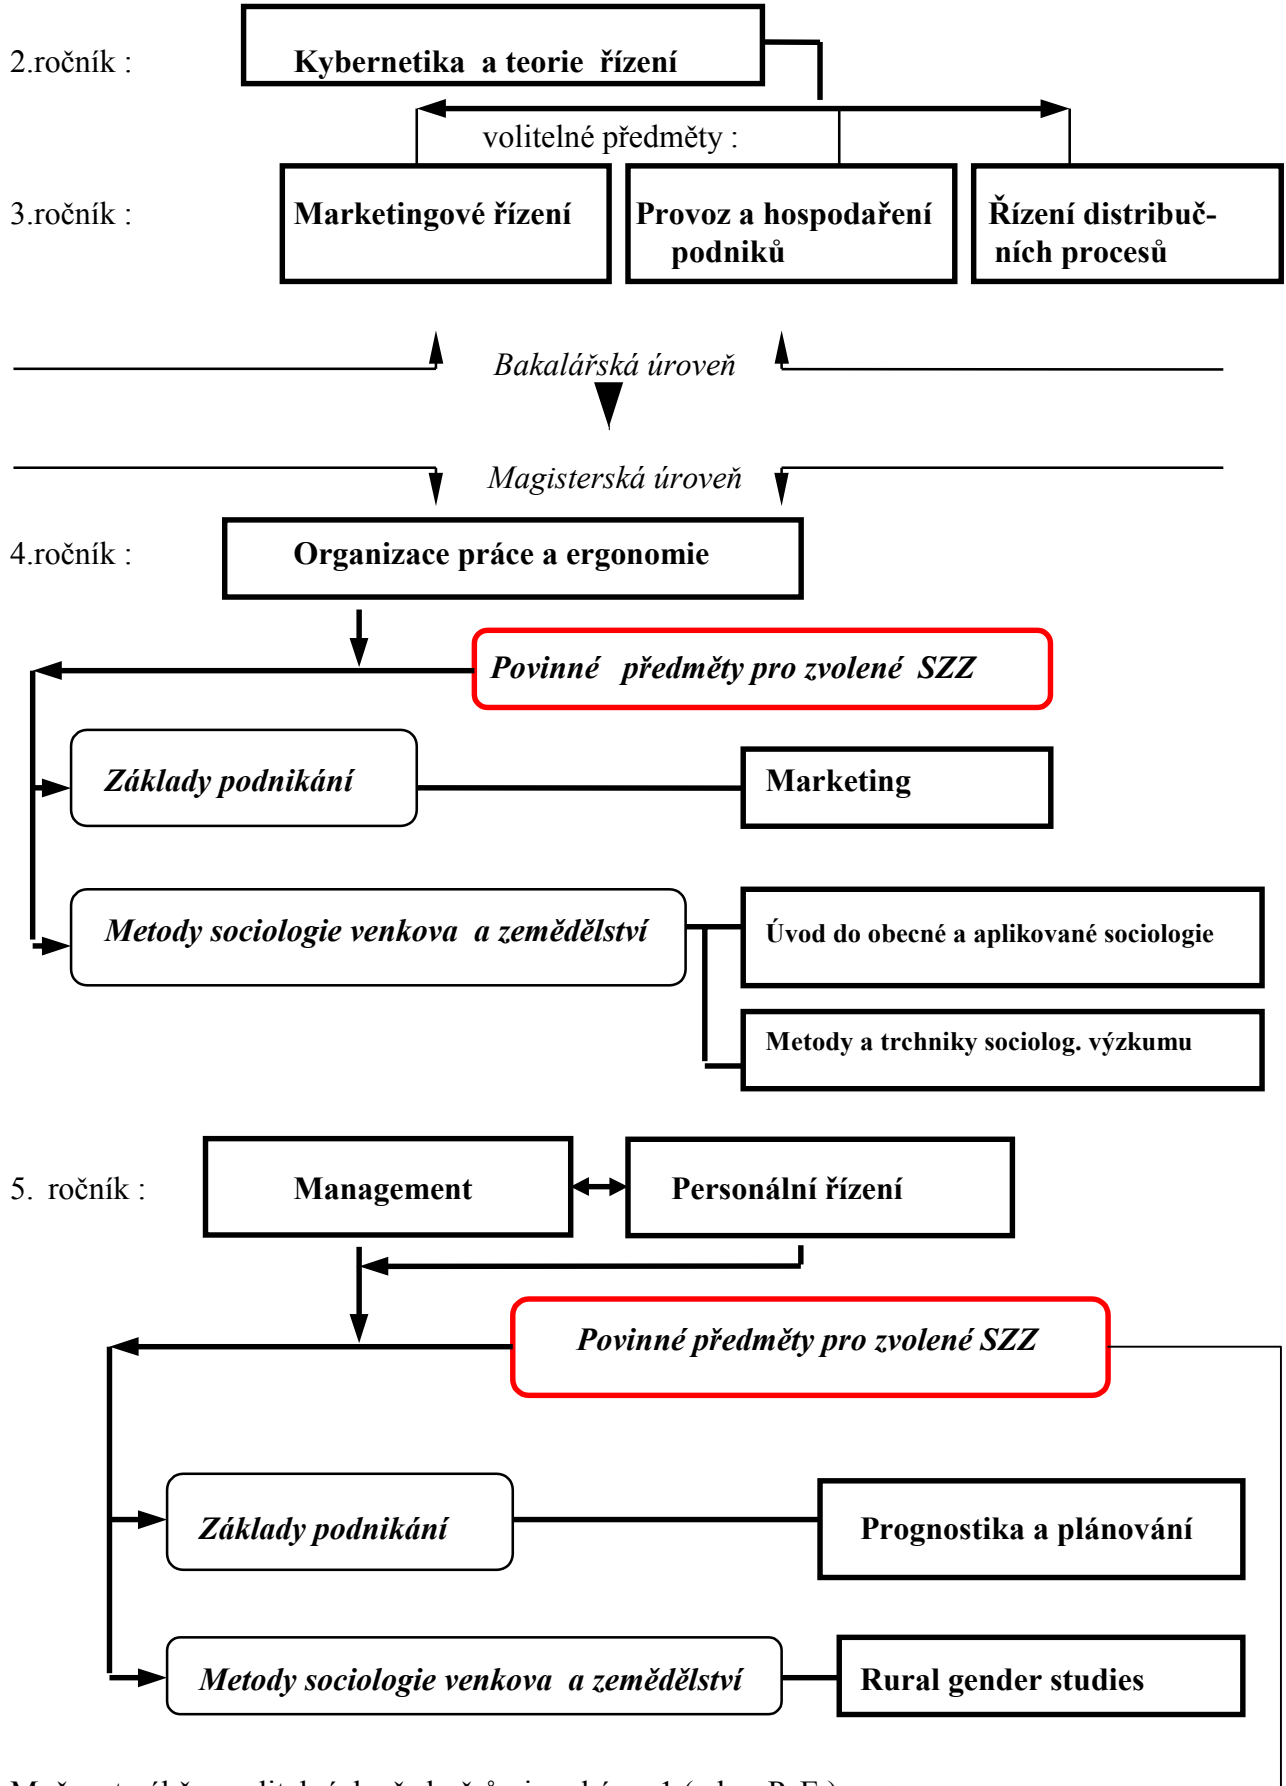 2.ročník :
Kybernetika a teorie řízení
volitelné předměty :
3.ročník :
Marketingové řízení
Provoz a hospodaření
podniků
Řízení distribuč-
ních procesů
Bakalářská úroveň
Magisterská úroveň
4.ročník :
Organizace práce a ergonomie
Povinné předměty pro zvolené SZZ
Základy podnikání
Marketing
Metody sociologie venkova a zemědělství
Úvod do obecné a aplikované sociologie
Metody a trchniky sociolog. výzkumu
5. ročník :
Management
Personální řízení
Povinné předměty pro zvolené SZZ
Základy podnikání
Prognostika a plánování
Metody sociologie venkova a zemědělství
Rural gender studies